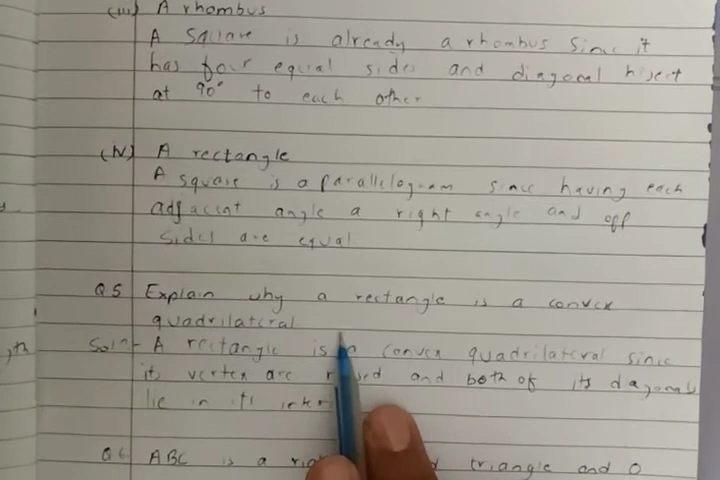 (iii) A rhombus
A square is already a rhombus since it
has four equal sides and diagonal bisect
at 90° to each other.
(iv) A rectangle
A square is a parallelogram since having each
adjacent angle a right angle and opp
sides are equal
Q5 Explain why a rectangle is a convex
quadrilateral
Soln- A rectangle is a convex quadrilateral since
its vertex are and both of its diagonal
lie in its
Q6 ABC is a triangle and O